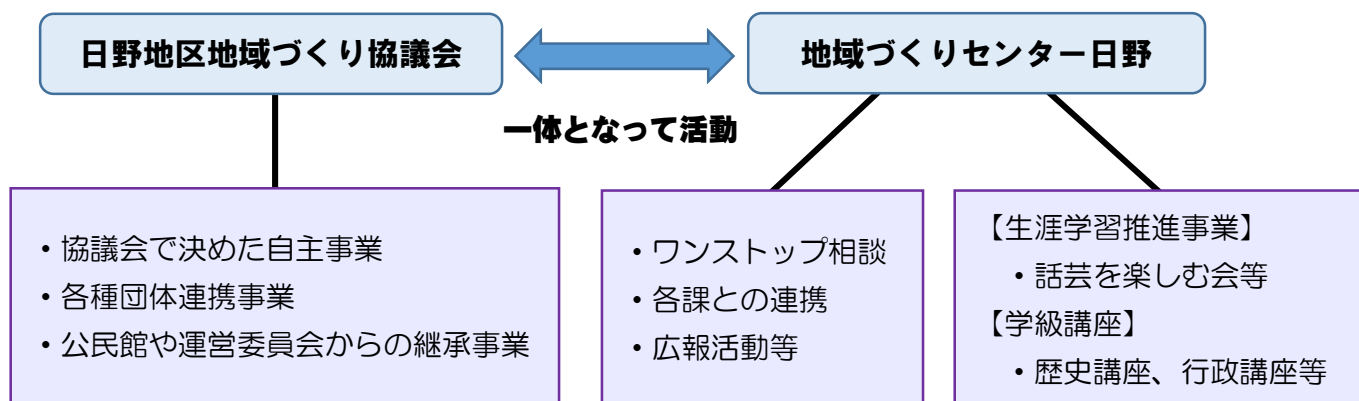 日野地区地域づくり協議会
地域づくりセンター日野
一体となって活動
・協議会で決めた自主事業
・各種団体連携事業
・公民館や運営委員会からの継承事業
・ワンストップ相談
・各課との連携
・広報活動等
【生涯学習推進事業】
・話芸を楽しむ会等
【学級講座】
・歴史講座、行政講座等